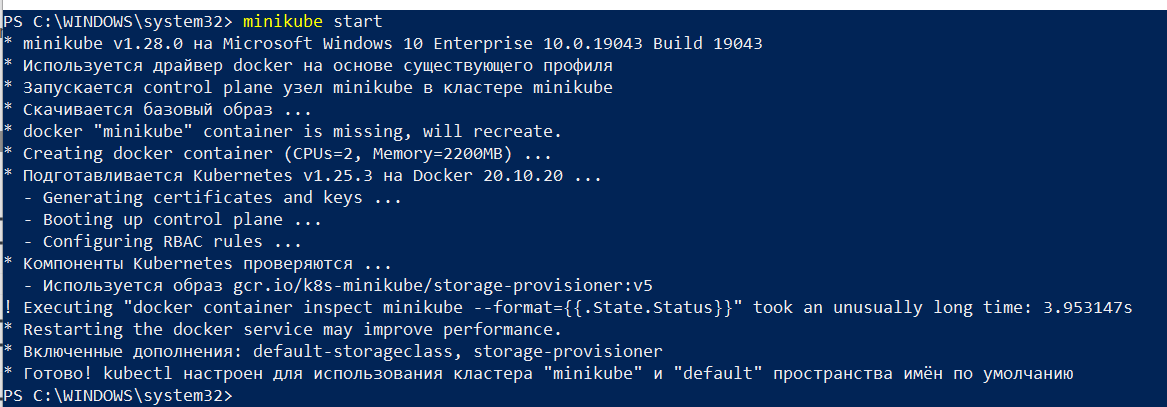 PS C:\WINDOWS\system32> minikube start
* minikube v1.28.0 на Microsoft Windows 10 Enterprise 10.0.19043 Build 19043
* Используется драйвер docker на основе существующего профиля
* Запускается control plane узел minikube в кластере minikube
* Скачивается базовый образ ...
* docker "minikube" container is missing, will recreate.
* Creating docker container (CPUs=2, Memory=2200MB) ...
* Подготавливается Kubernetes v1.25.3 на Docker 20.10.20 ...
  - Generating certificates and keys ...
  - Booting up control plane ...
  - Configuring RBAC rules ...
* Компоненты Kubernetes проверяются ...
  - Используется образ gcr.io/k8s-minikube/storage-provisioner:v5
! Executing "docker container inspect minikube --format={{.State.Status}}" took an unusually long time: 3.953147s
* Restarting the docker service may improve performance.
* Включенные дополнения: default-storageclass, storage-provisioner
* Готово! kubectl настроен для использования кластера "minikube" и "default" пространства имён по умолчанию
PS C:\WINDOWS\system32>